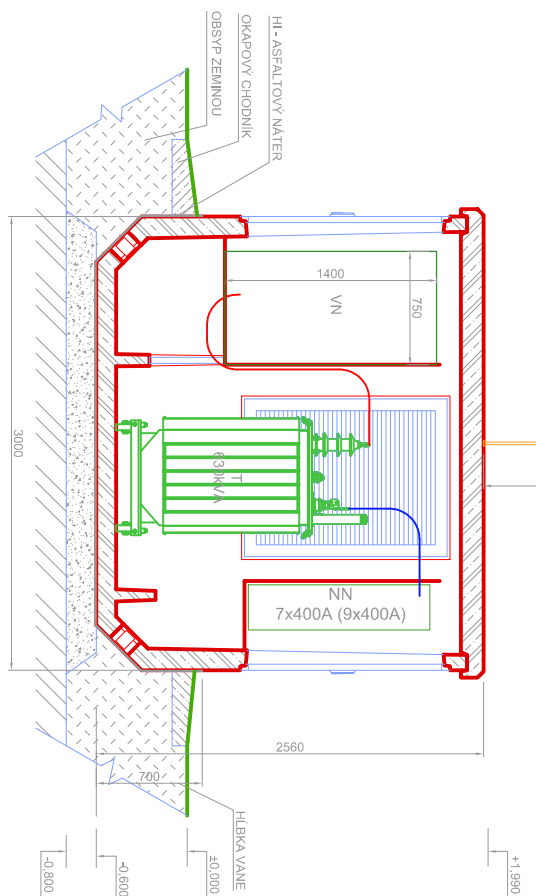 HI - ASFALTOVÝ NÁTER
OKAPOVÝ CHODNÍK
OBSYP ZEMINOU
1400
750
VN
3000
T
630kVA
NN
7x400A (9x400A)
2560
700
HĹBKA VANE
+1,990
±0,000
-0,600
-0,800